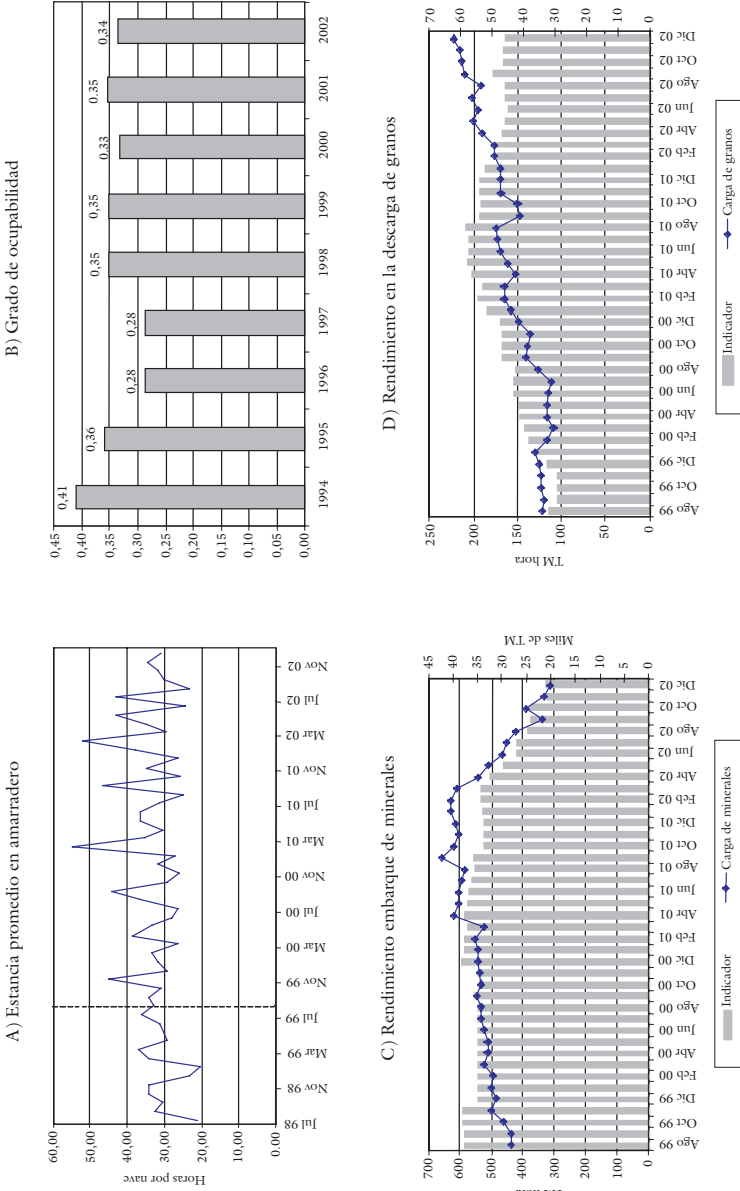 A) Estancia promedio en amarradero
Horas por nave
60,00
50,00
40,00
30,00
20,00
10,00
0.00
Jul 98
Nov 98
Mar 99
Jul 99
Nov 99
Mar 00
Jul 00
Nov 00
Mar 01
Jul 01
Nov 01
Mar 02
Jul 02
Nov 02
B) Grado de ocupabilidad
0,45
0,40
0,35
0,30
0,25
0,20
0,15
0,10
0,05
0,00
0,41
0,36
0,28
0,28
0,35
0,35
0,33
0.35
0,34
1994
1995
1996
1997
1998
1999
2000
2001
2002
C) Rendimiento embarque de minerales
700
600
500
400
300
200
100
0
Miles de TM
45
40
35
30
25
20
15
10
5
0
Ago 99
Oct 99
Dic 99
Feb 00
Abr 00
Jun 00
Ago 00
Oct 00
Dic 00
Feb 01
Abr 01
Jun 01
Ago 01
Oct 01
Dic 01
Feb 02
Abr 02
Jun 02
Ago 02
Oct 02
Dic 02
Indicador
Carga de minerales
D) Rendimiento en la descarga de granos
TM hora
250
200
150
100
50
0
70
60
50
40
30
20
10
0
Ago 99
Oct 99
Dic 99
Feb 00
Abr 00
Jun 00
Ago 00
Oct 00
Dic 00
Feb 01
Abr 01
Jun 01
Ago 01
Oct 01
Dic 01
Feb 02
Abr 02
Jun 02
Ago 02
Oct 02
Dic 02
Indicador
Carga de granos